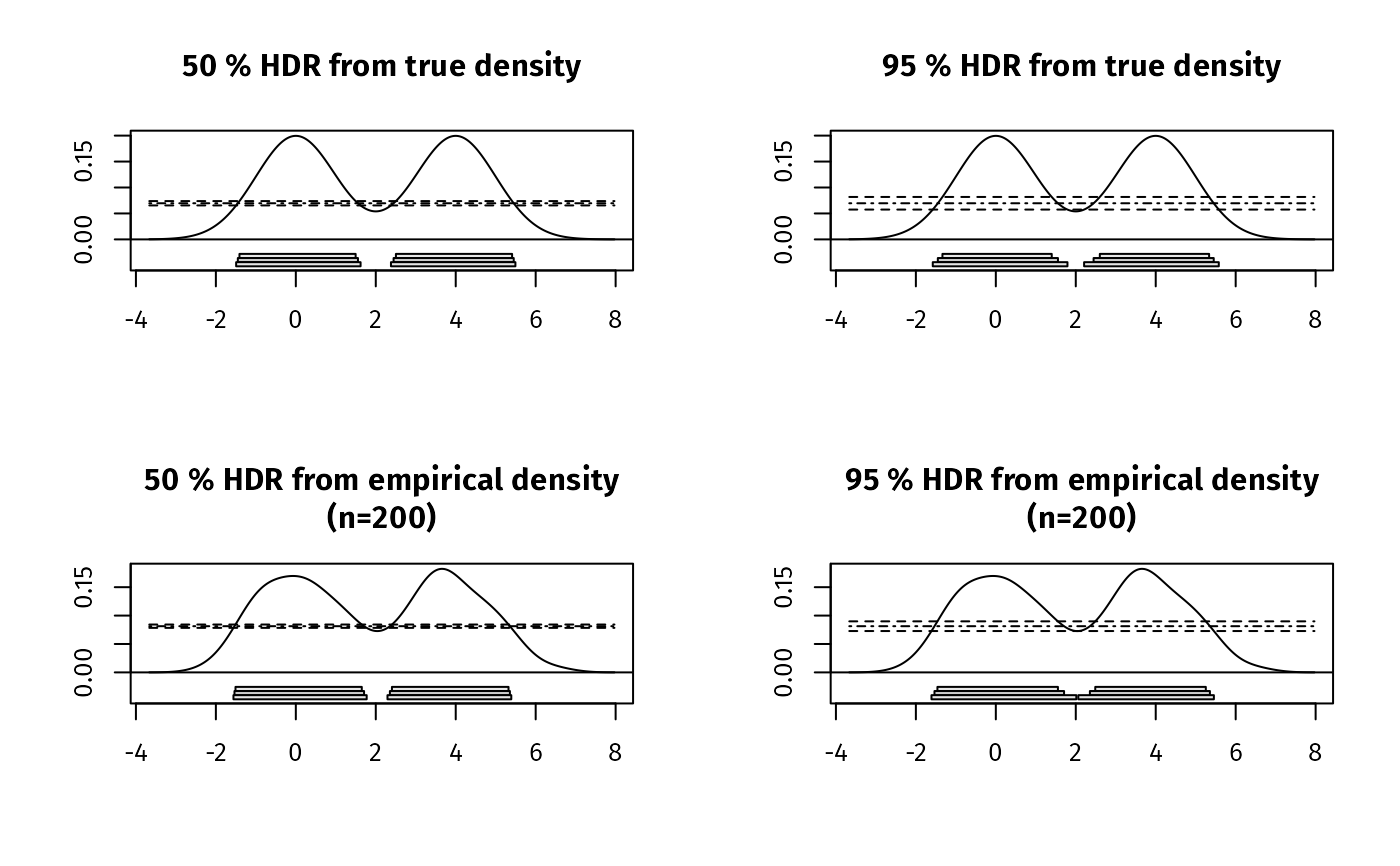 50 % HDR from true density
0.15
0.00
-4 -2 0 2 4 6 8
95 % HDR from true density
0.15
0.00
-4 -2 0 2 4 6 8
50 % HDR from empirical density
(n=200)
0.15
0.00
-4 -2 0 2 4 6 8
95 % HDR from empirical density
(n=200)
0.15
0.00
-4 -2 0 2 4 6 8